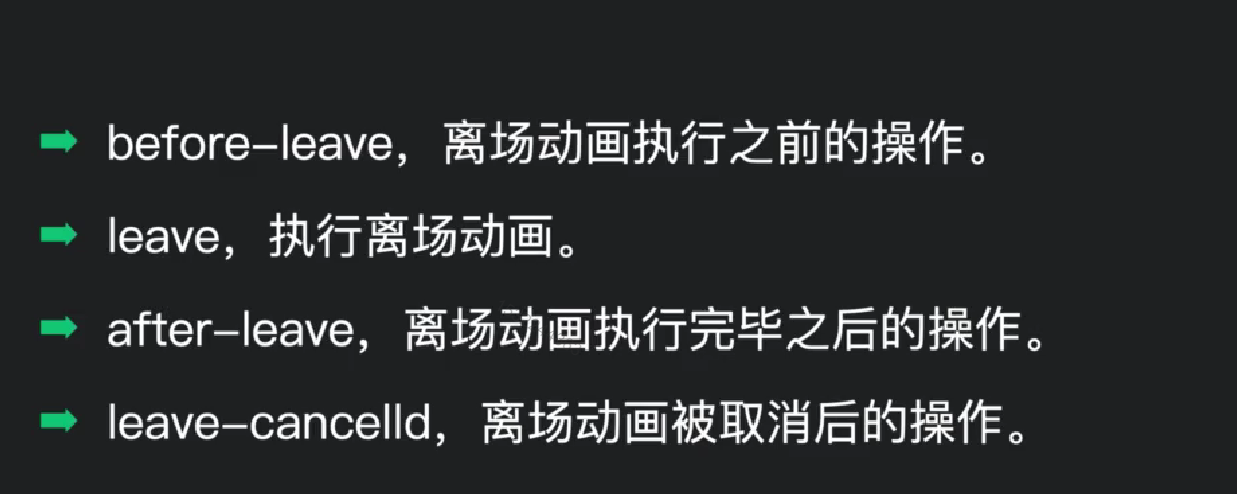 before-leave，离场动画执行之前的操作。
leave，执行离场动画。
after-leave，离场动画执行完毕之后的操作。
leave-cancelld，离场动画被取消后的操作。